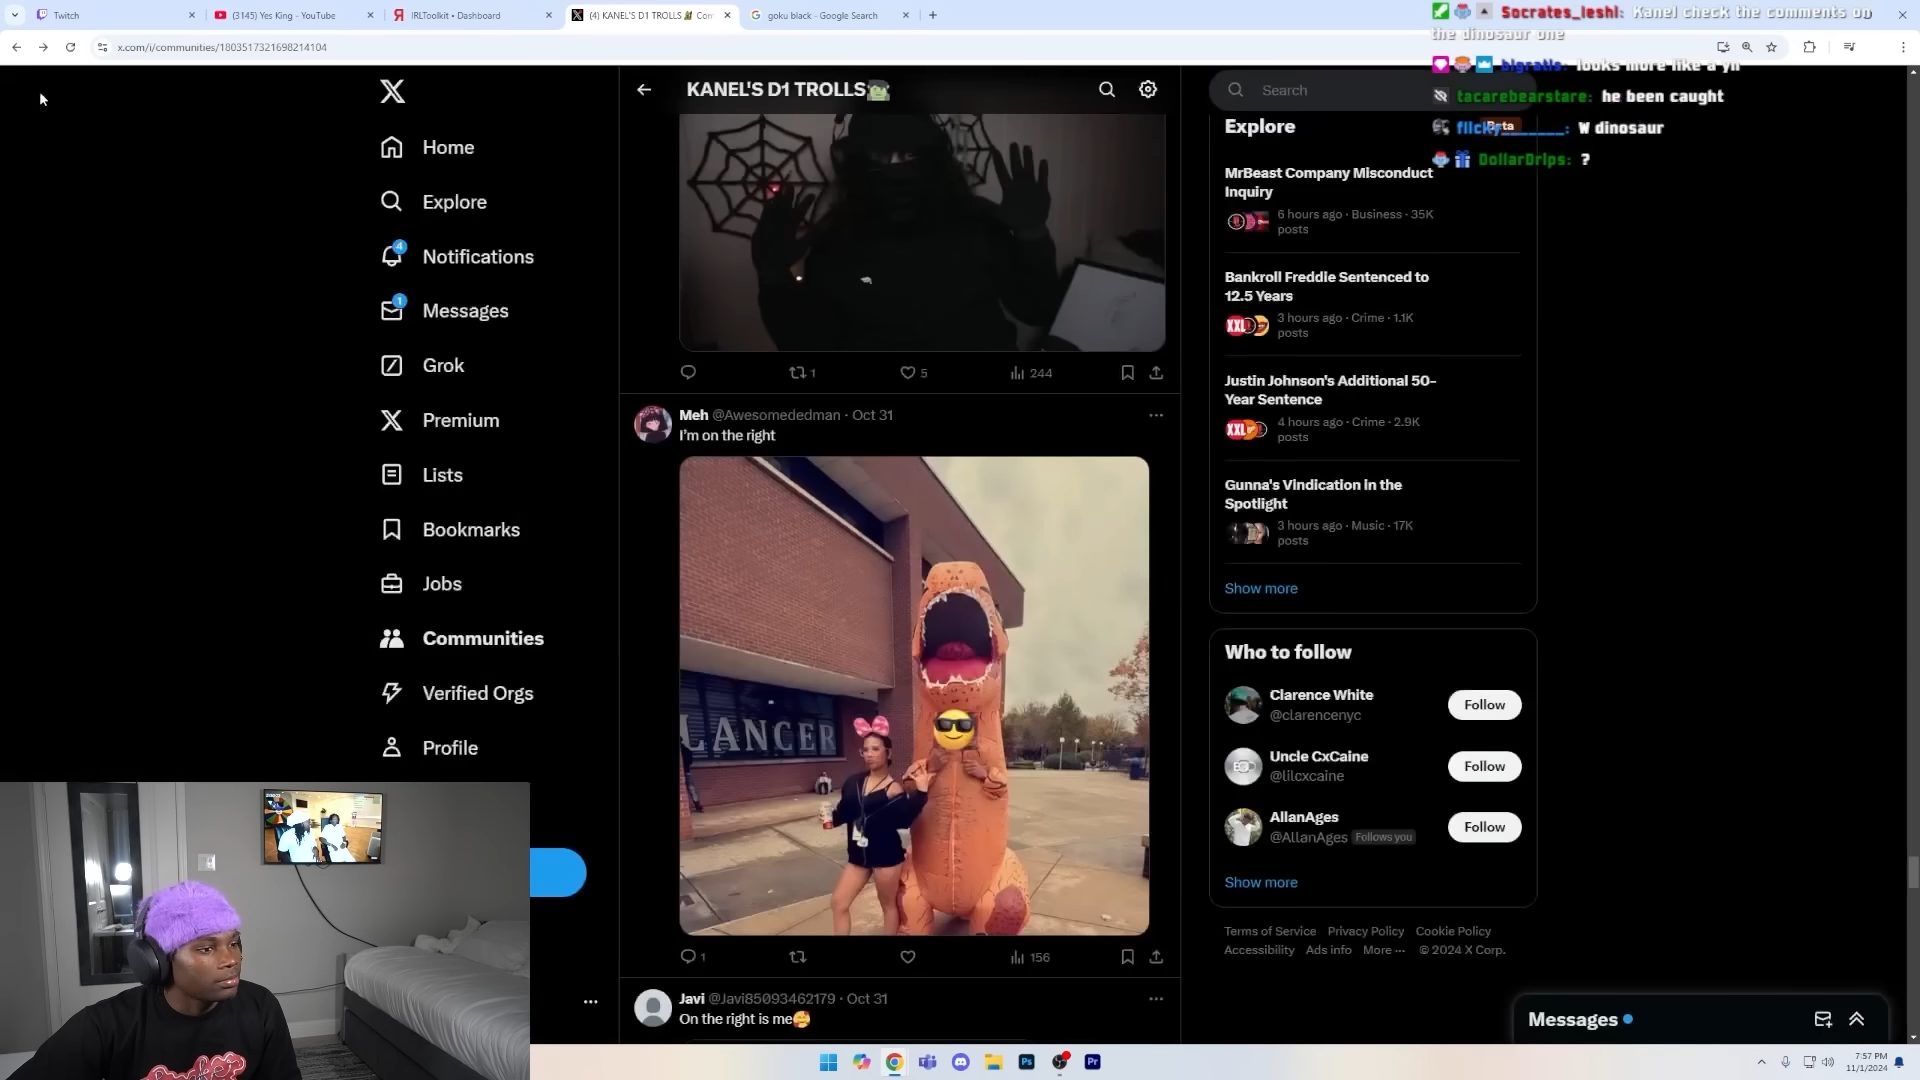 Twitch
(3145) Yes King - YouTube
IRLToolkit • Dashboard
(4) KANEL'S D1 TROLLS
goku black - Google Search
x.com/i/communities/1803517321698214104
Socrates_leshl: Kanel check the comments on
the dinosaur one
looks more like a yn
tacarebearstare: he been caught
W dinosaur
DollarDrips: ?
Home
Explore
4
Notifications
1
Messages
Grok
Premium
Lists
Bookmarks
Jobs
Communities
Verified Orgs
Profile
KANEL'S D1 TROLLS
1
5
244
Meh @Awesomededman · Oct 31
I'm on the right
LANCER
1
156
Javi @Javi85093462179 · Oct 31
On the right is me🥰
Search
Explore
Beta
MrBeast Company Misconduct
Inquiry
6 hours ago · Business · 35K
posts
Bankroll Freddie Sentenced to
12.5 Years
XXL
3 hours ago · Crime · 1.1K
posts
Justin Johnson's Additional 50-
Year Sentence
XXL
4 hours ago · Crime · 2.9K
posts
Gunna's Vindication in the
Spotlight
3 hours ago · Music · 17K
posts
Show more
Who to follow
Clarence White
@clarencenyc
Follow
Uncle CxCaine
@lilcxcaine
Follow
AllanAges
@AllanAges Follows you
Follow
Show more
Terms of Service Privacy Policy Cookie Policy
Accessibility Ads info More ··· © 2024 X Corp.
Messages
Ps
Pr
7:57 PM
11/1/2024